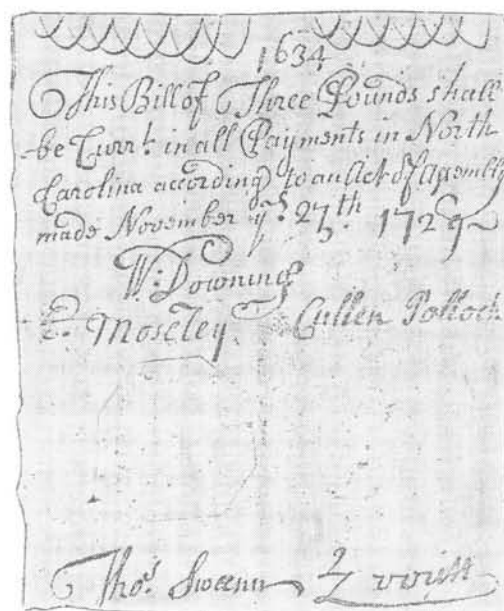 1634
This Bill of Three Pounds shall
be Curr.t in all Payments in North
Carolina according to an Act of Assembly
made November ye. 27th. 1729
W: Downing
E. Moseley Cullen Pollock
Thos Sweann